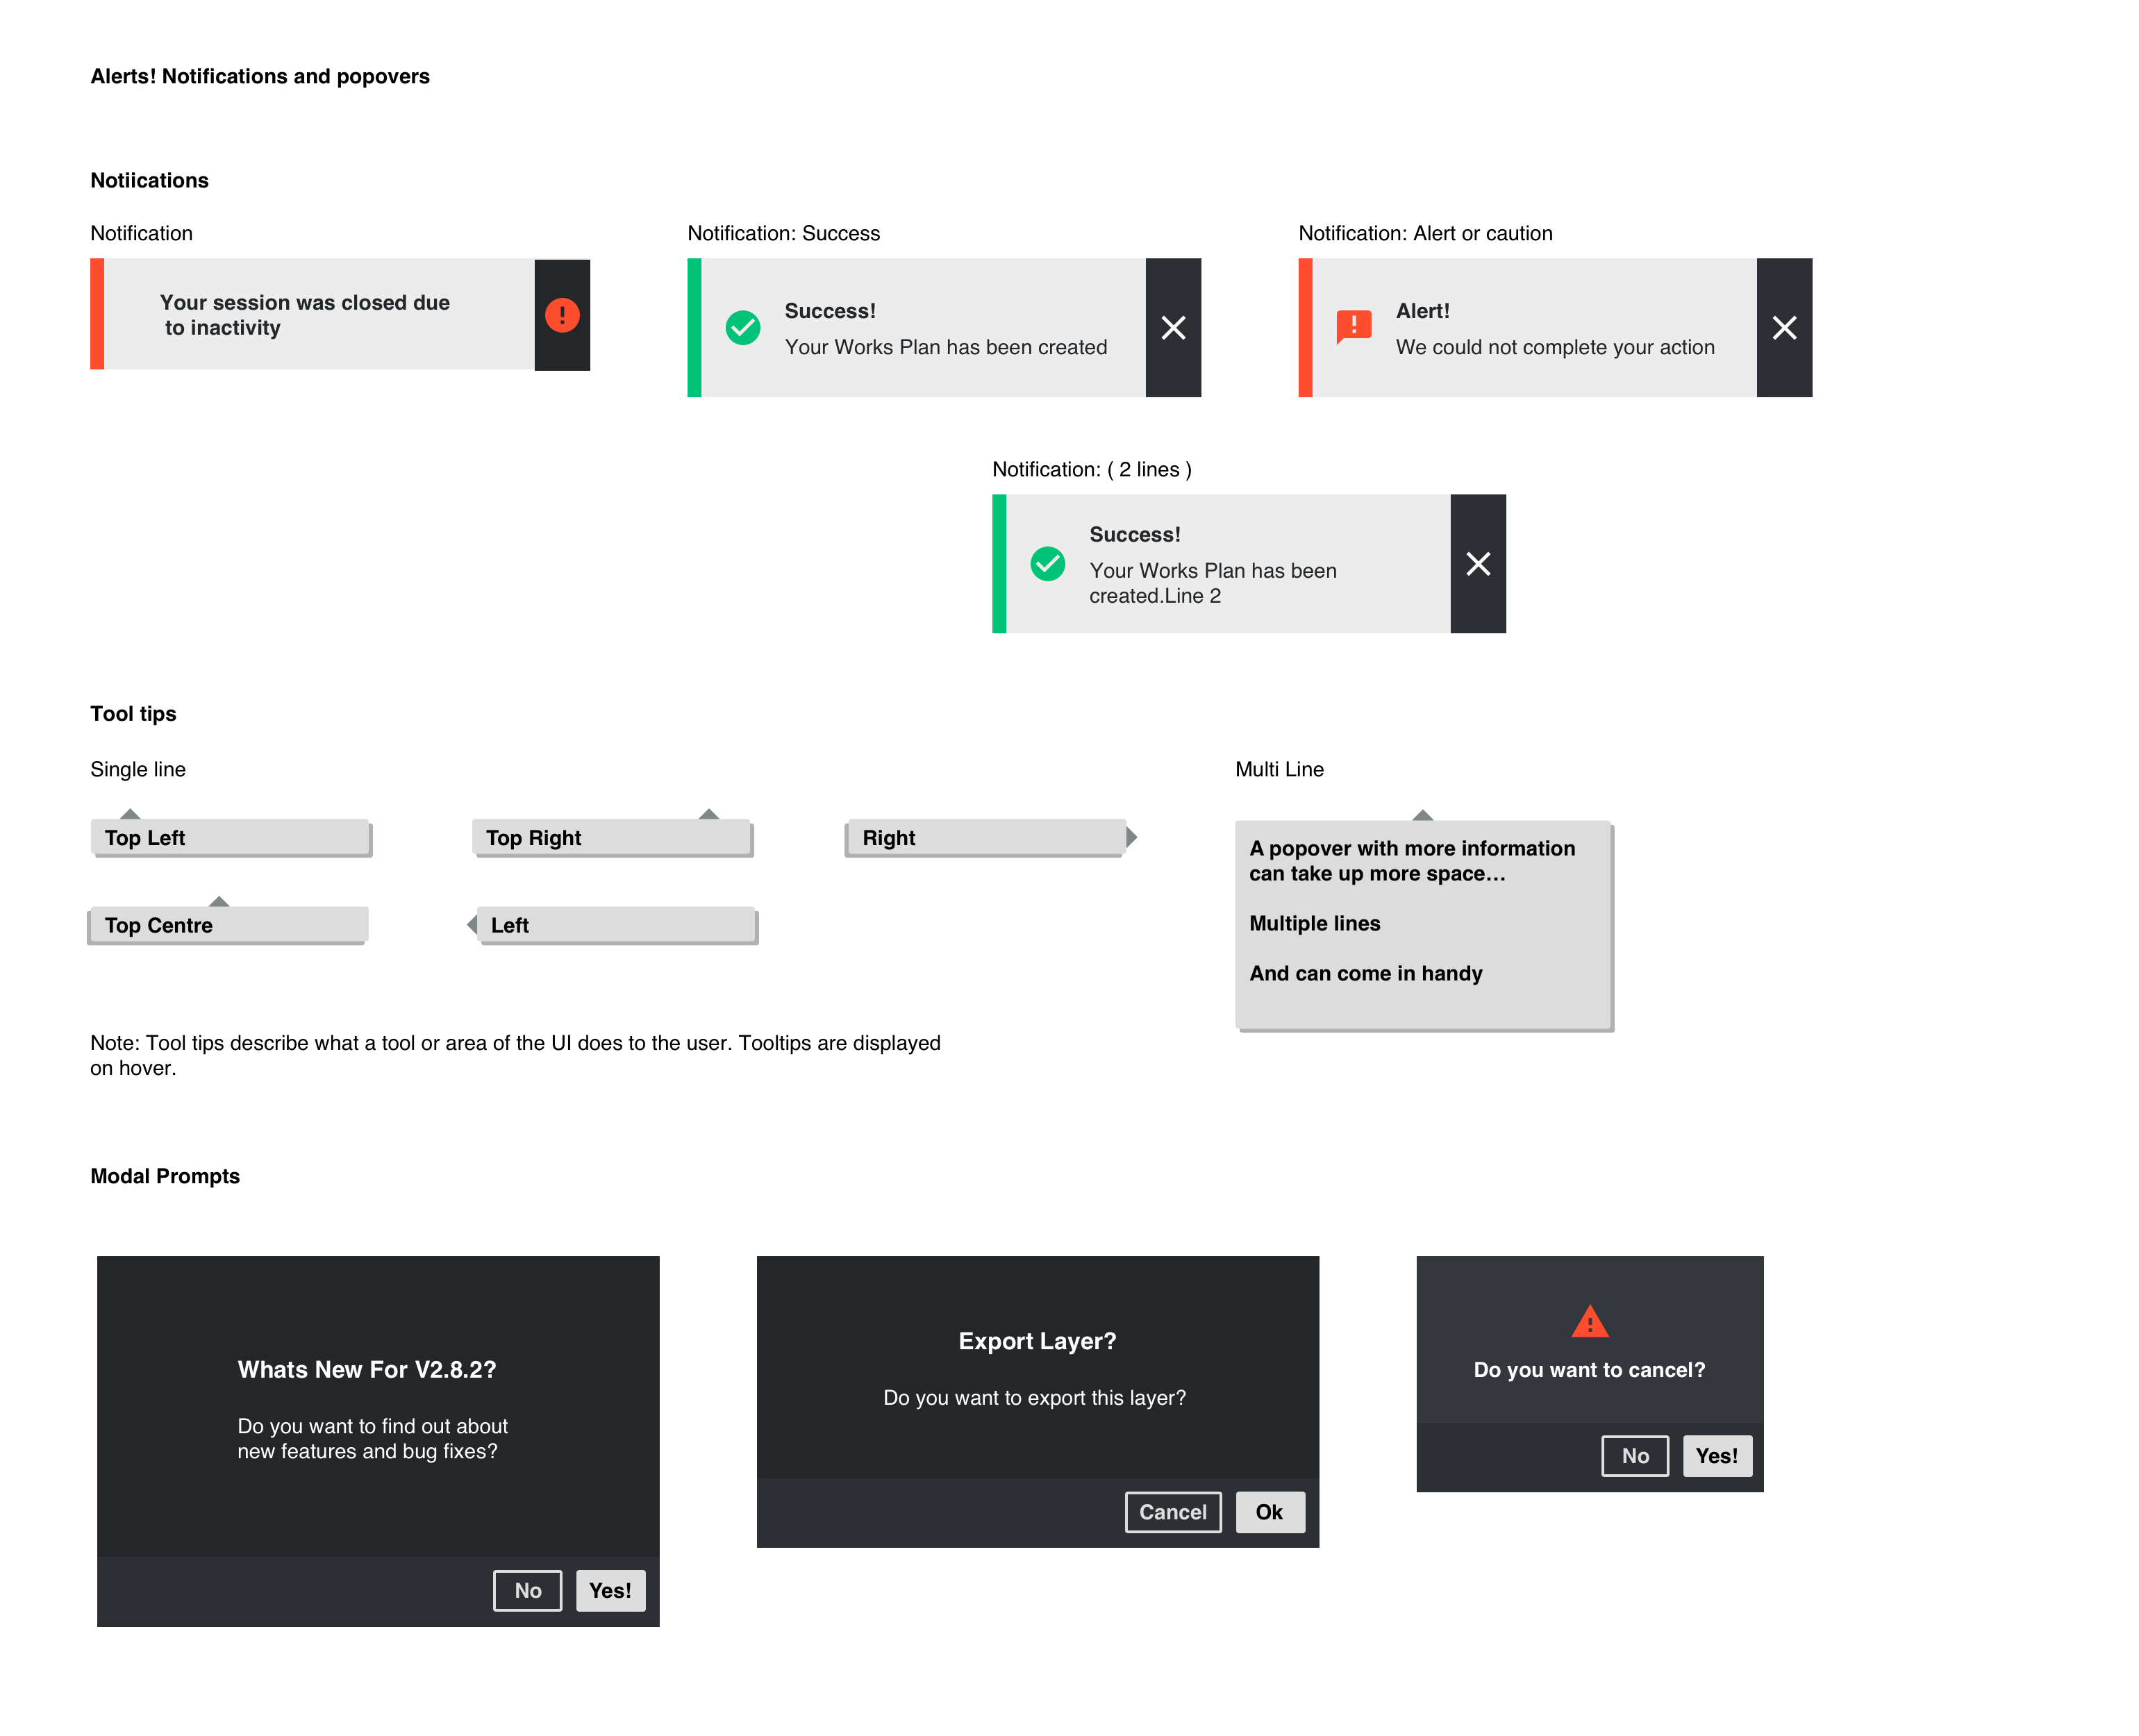 Alerts! Notifications and popovers
Notiications
Notification
Your session was closed due
to inactivity
Notification: Success
Success!
Your Works Plan has been created
Notification: Alert or caution
Alert!
We could not complete your action
Notification: ( 2 lines )
Success!
Your Works Plan has been
created.Line 2
Tool tips
Single line
Top Left
Top Right
Right
Top Centre
Left
Multi Line
A popover with more information
can take up more space…
Multiple lines
And can come in handy
Note: Tool tips describe what a tool or area of the UI does to the user. Tooltips are displayed
on hover.
Modal Prompts
Whats New For V2.8.2?
Do you want to find out about
new features and bug fixes?
No
Yes!
Export Layer?
Do you want to export this layer?
Cancel
Ok
Do you want to cancel?
No
Yes!